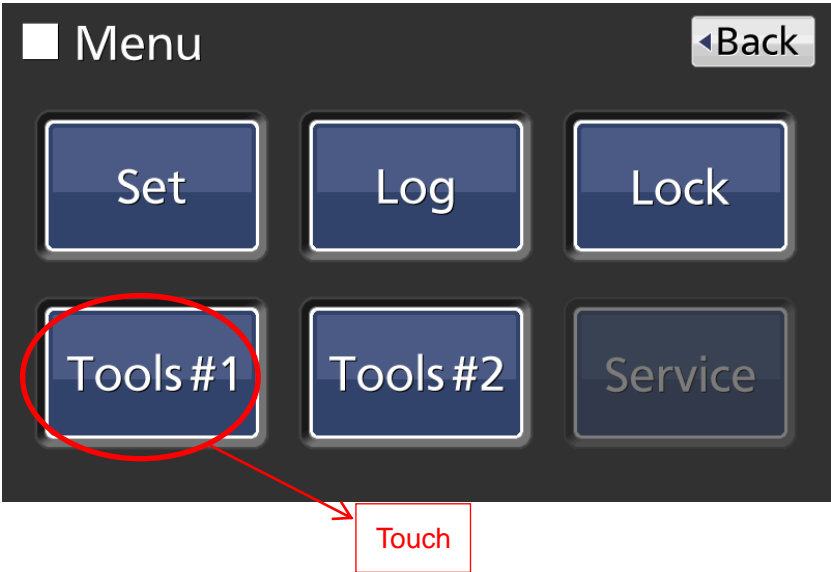 Menu
Back
Set
Log
Lock
Tools #1
Tools #2
Service
Touch